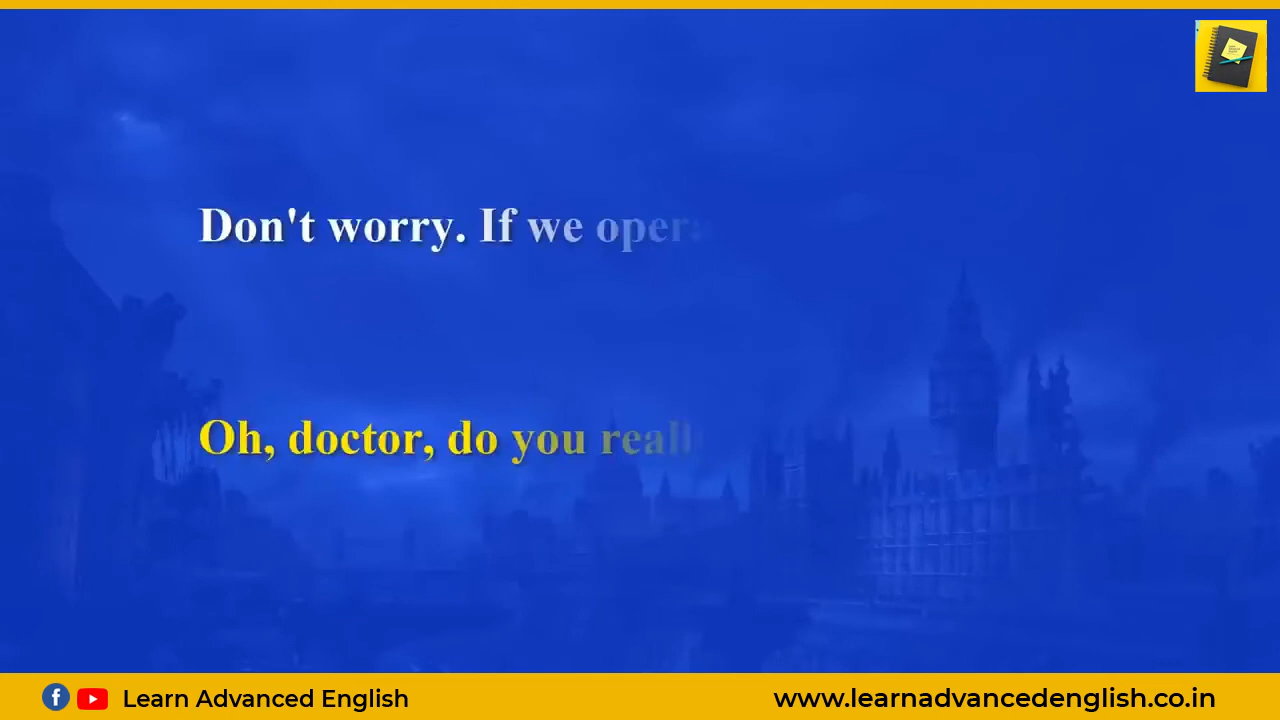 Don't worry. If we
Oh, doctor, do you
Learn Advanced English
www.learnadvancedenglish.co.in